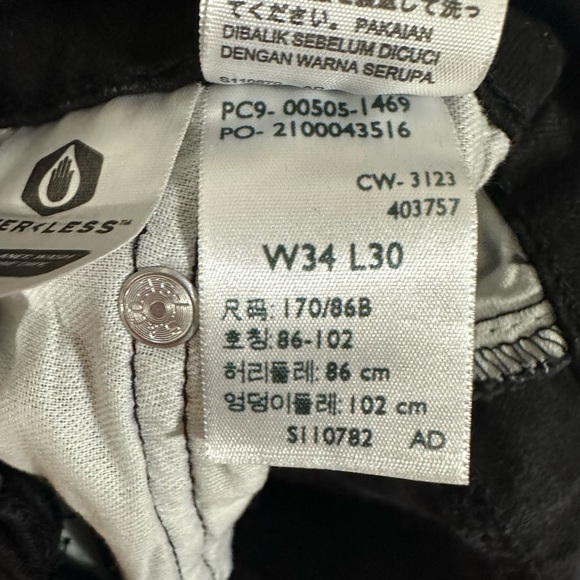 てください。PAKAIAN
DIBALIK SEBELUM DICUCI
DENGAN WARNA SERUPA.
PC9- 00505-1469
PO- 2100043516
CW- 3123
403757
W34 L30
尺码: 170/86B
호칭: 86-102
허리둘레: 86 cm
엉덩이둘레: 102 cm
S110782 AD